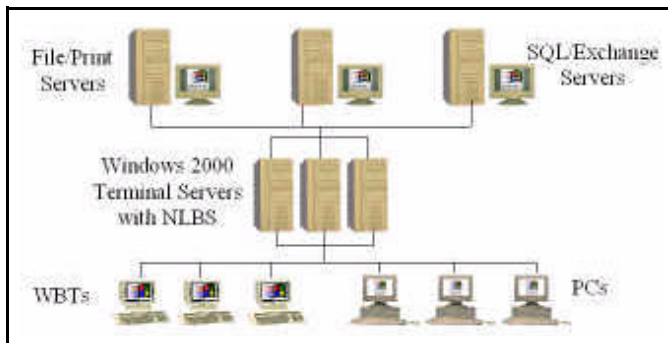 File/Print
Servers
SQL/Exchange
Servers
Windows 2000
Terminal Servers
with NLBS
WBTs
PCs